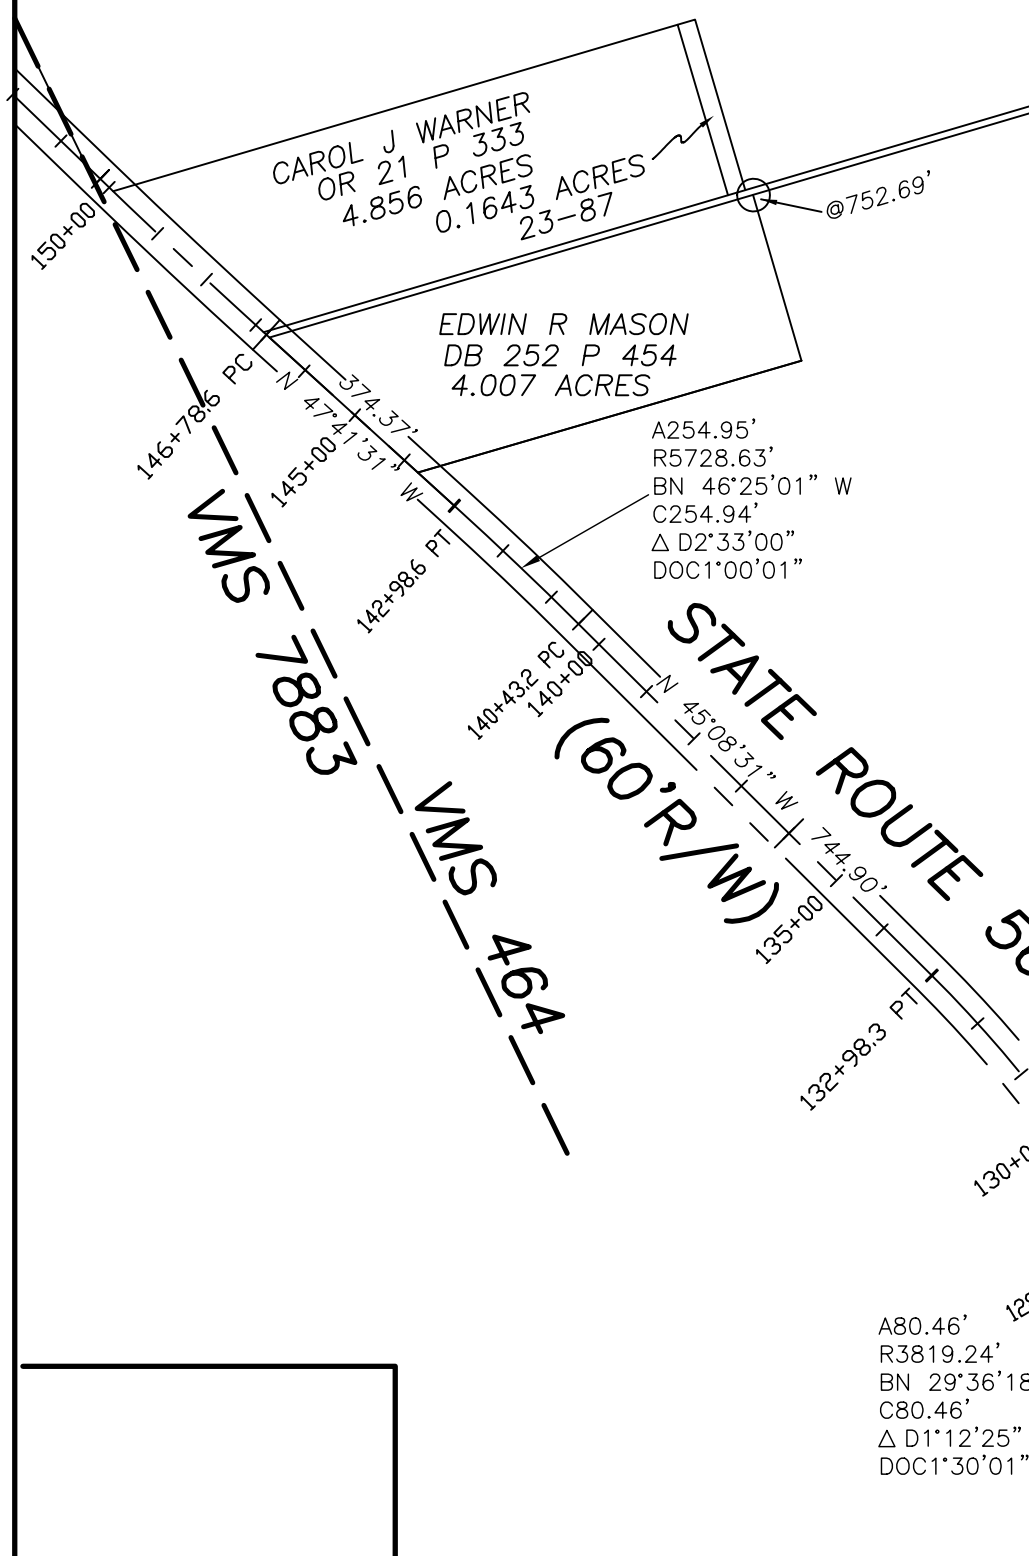 CAROL J WARNER
OR 21 P 333
4.856 ACRES
0.1643 ACRES
23-87
@752.69'
150+00
EDWIN R MASON
DB 252 P 454
4.007 ACRES
146+78.6 PC
N 47°41'31" W
374.37'
145+00
A254.95'
R5728.63'
BN 46°25'01" W
C254.94'
Δ D2°33'00"
DOC1°00'01"
142+98.6 PT
VMS 7883
140+43.2 PC
140+00
STATE ROUTE
(60'R/W)
N 45°08'31" W
744.90'
VMS 464
135+00
132+98.3 PT
A80.46'
R3819.24'
BN 29°36'18
C80.46'
Δ D1°12'25"
DOC1°30'01"